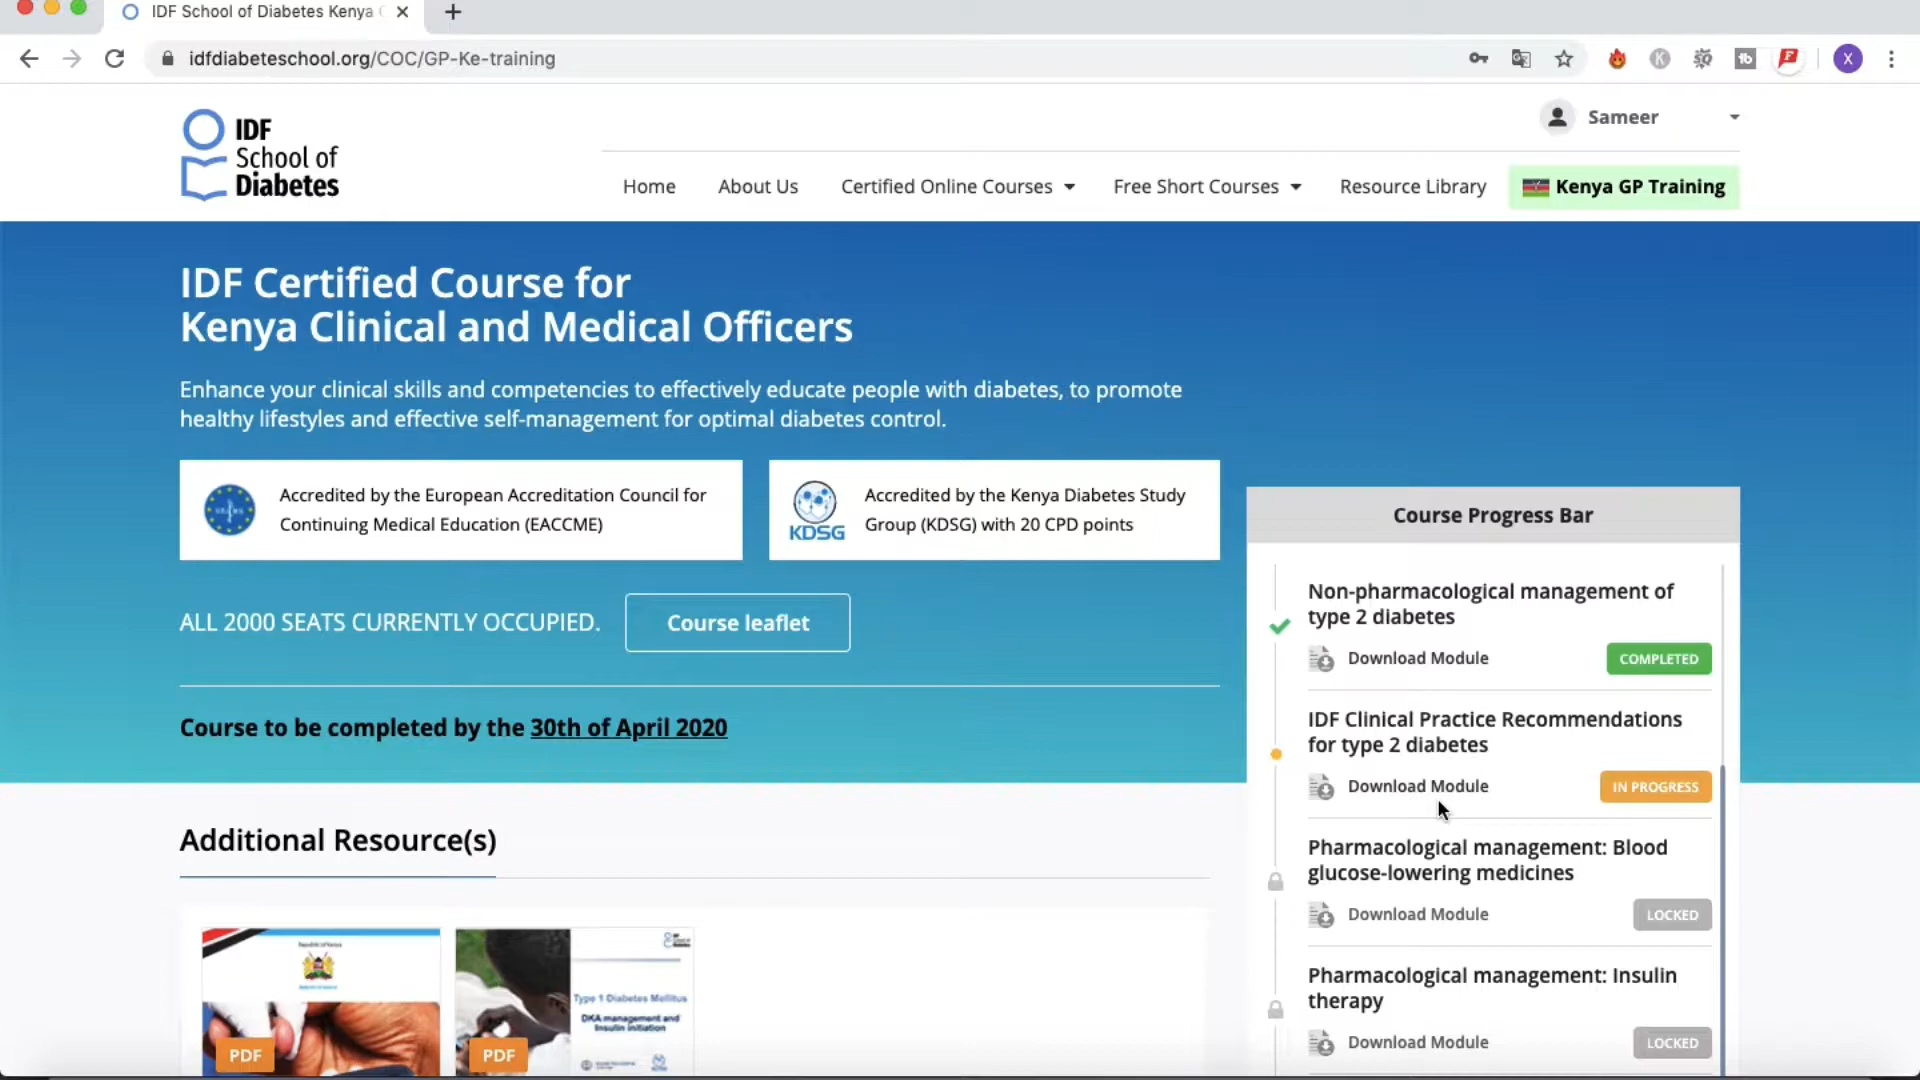 IDF School of Diabetes Kenya
idfdiabeteschool.org/COC/GP-Ke-training
X
Sameer
IDF
School of
Diabetes
Home
About Us
Certified Online Courses
Free Short Courses
Resource Library
Kenya GP Training
IDF Certified Course for
Kenya Clinical and Medical Officers
Enhance your clinical skills and competencies to effectively educate people with diabetes, to promote
healthy lifestyles and effective self-management for optimal diabetes control.
Accredited by the European Accreditation Council for
Continuing Medical Education (EACCME)
KDSG
Accredited by the Kenya Diabetes Study
Group (KDSG) with 20 CPD points
ALL 2000 SEATS CURRENTLY OCCUPIED.
Course leaflet
Course to be completed by the 30th of April 2020
Course Progress Bar
Non-pharmacological management of
type 2 diabetes
Download Module
COMPLETED
IDF Clinical Practice Recommendations
for type 2 diabetes
Download Module
IN PROGRESS
Pharmacological management: Blood
glucose-lowering medicines
Download Module
LOCKED
Pharmacological management: Insulin
therapy
Download Module
LOCKED
Additional Resource(s)
PDF
Type 1 Diabetes Mellitus
DKA management and
Insulin initiation
PDF